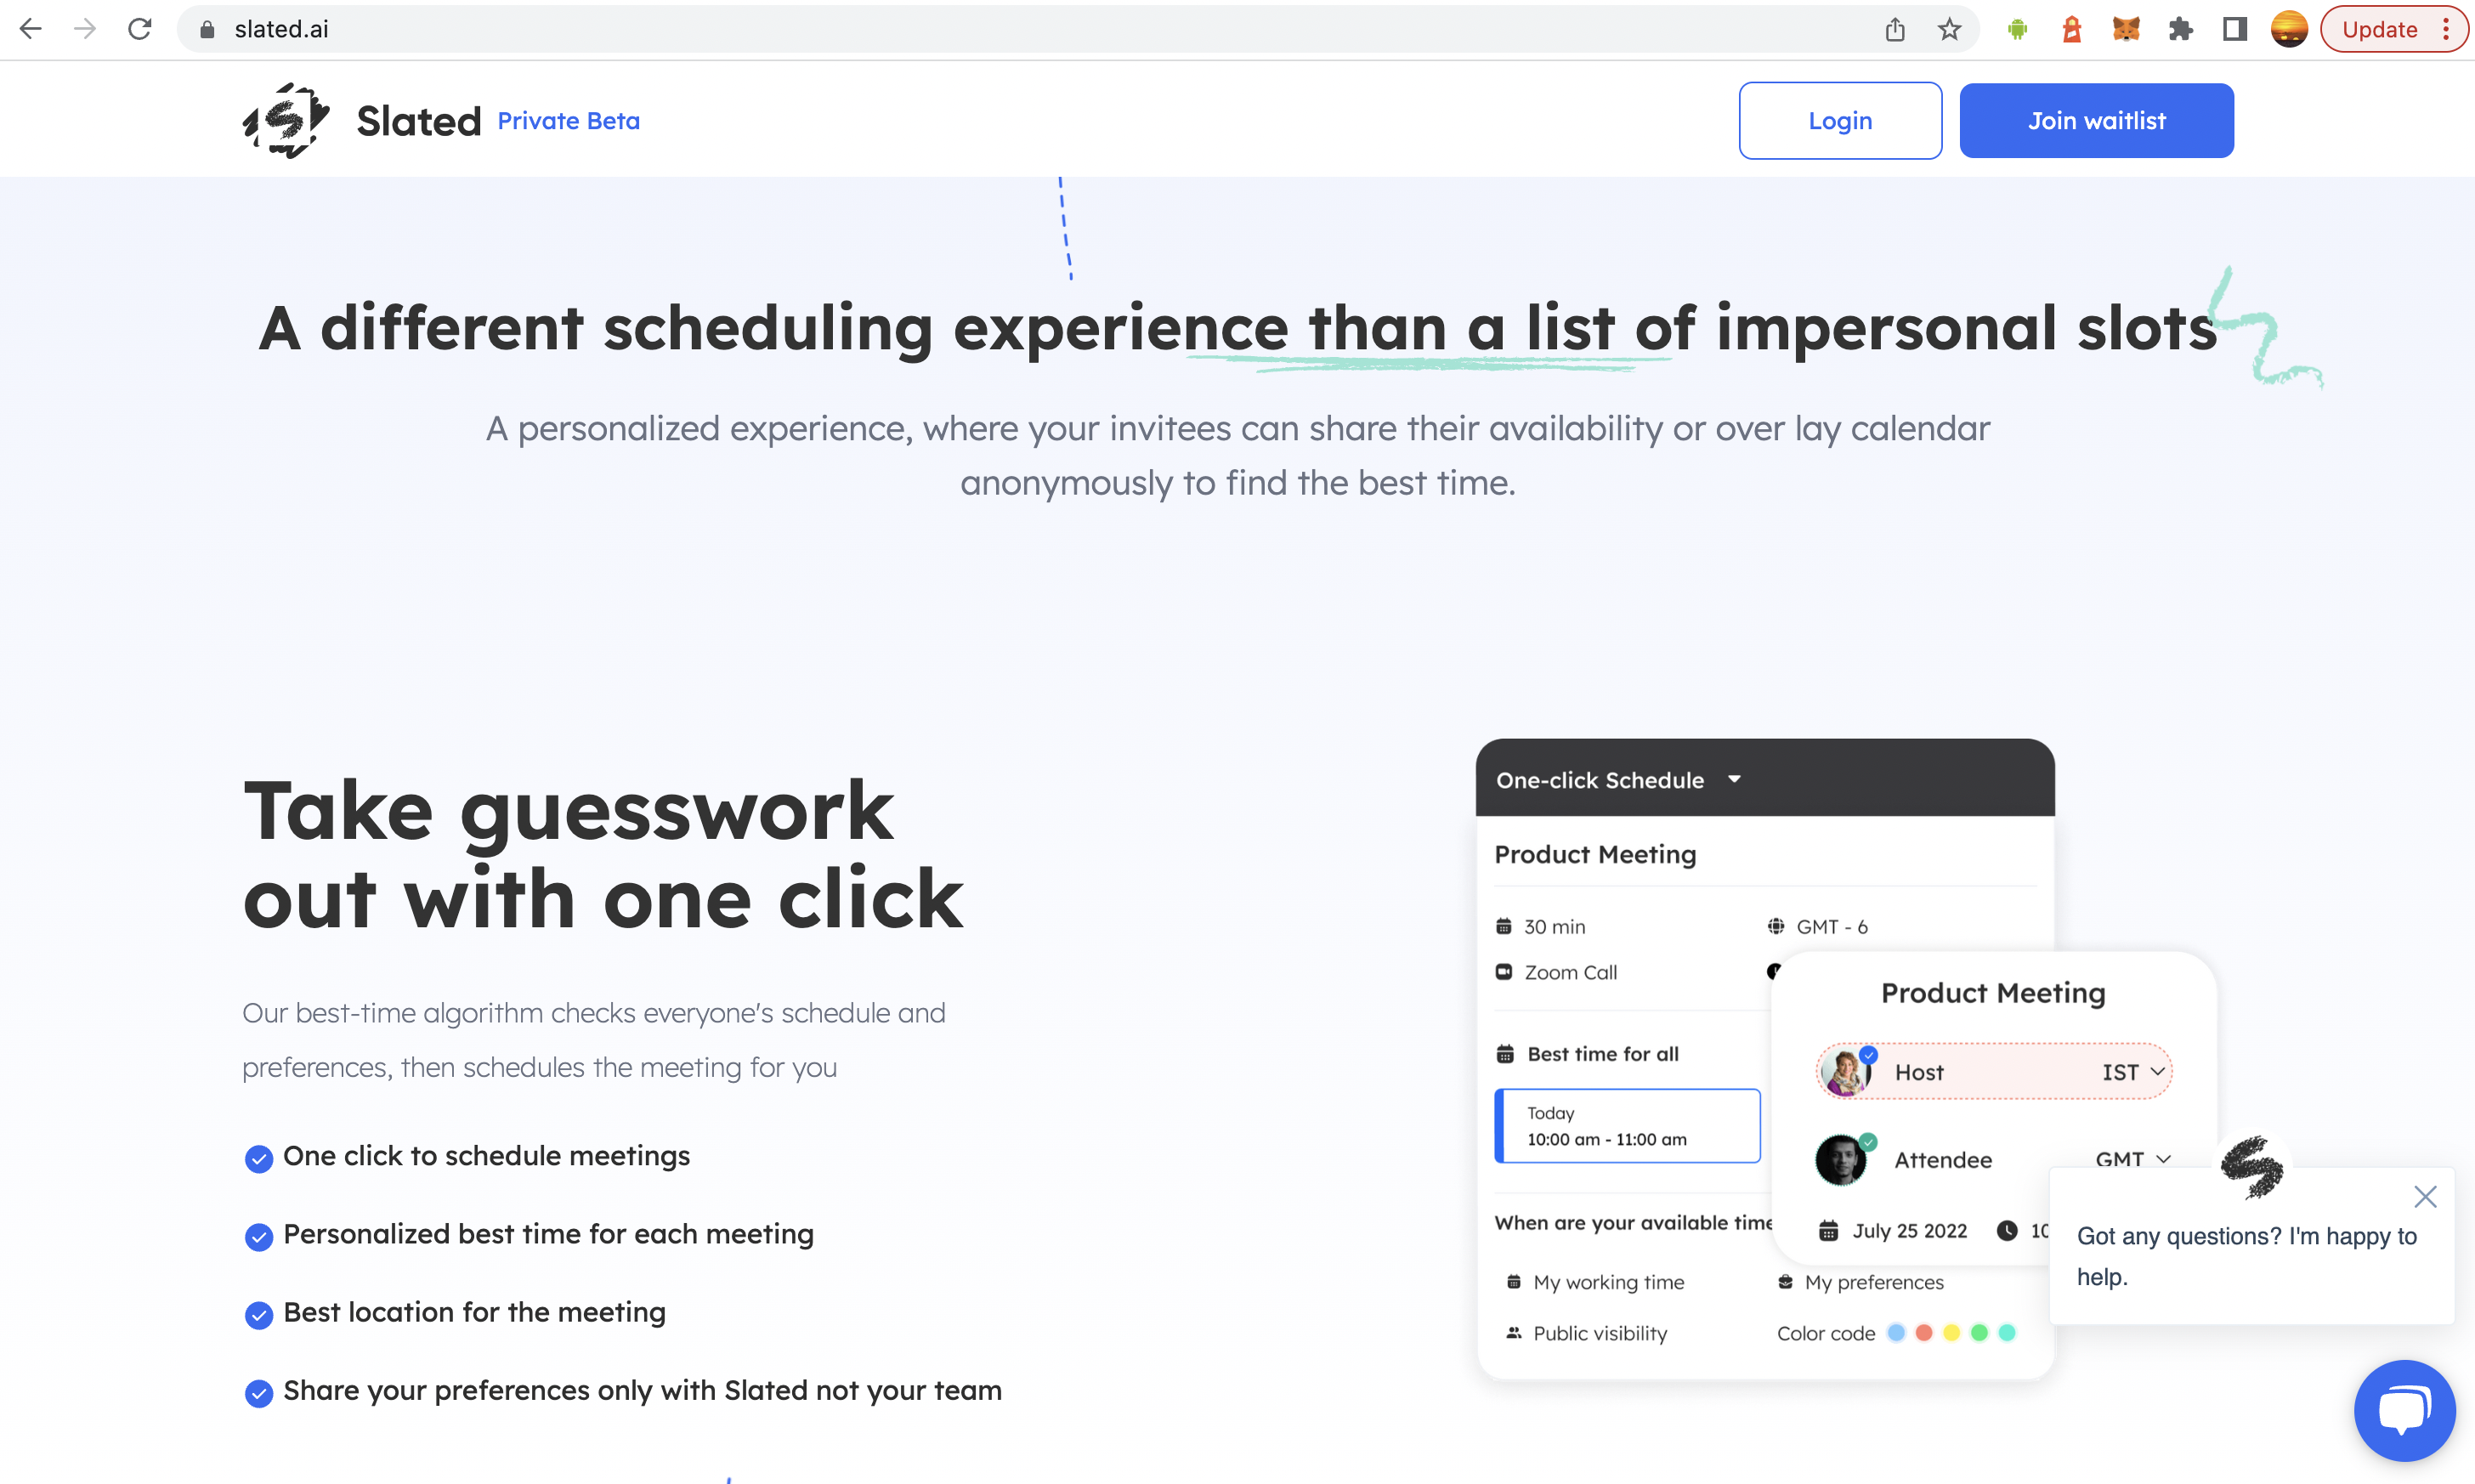 slated.ai
Update
Slated Private Beta
Login
Join waitlist
A different scheduling experience than a list of impersonal slots
A personalized experience, where your invitees can share their availability or over lay calendar
anonymously to find the best time.
Take guesswork
out with one click
Our best-time algorithm checks everyone's schedule and
preferences, then schedules the meeting for you
One click to schedule meetings
Personalized best time for each meeting
Best location for the meeting
Share your preferences only with Slated not your team
One-click Schedule
Product Meeting
30 min
GMT - 6
Zoom Call
Best time for all
Today
10:00 am - 11:00 am
When are your available time
My working time
My preferences
Public visibility
Color code
Product Meeting
Host
IST
Attendee
GMT
July 25 2022
10
Got any questions? I'm happy to
help.